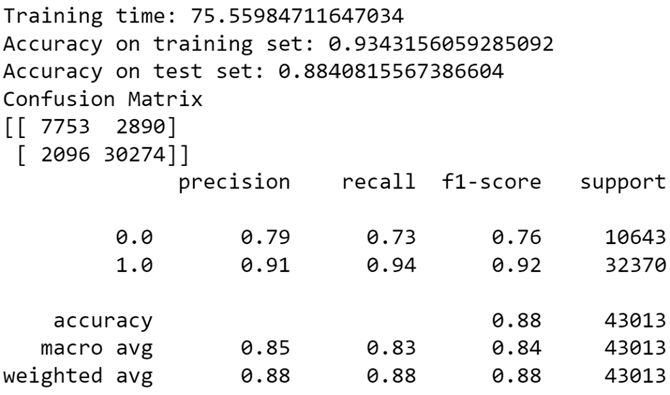 Training time: 75.55984711647034
Accuracy on training set: 0.9343156059285092
Accuracy on test set: 0.8840815567386604
Confusion Matrix
[[ 7753  2890]
 [ 2096 30274]]
              precision    recall  f1-score   support

         0.0       0.79      0.73      0.76     10643
         1.0       0.91      0.94      0.92     32370

    accuracy                           0.88     43013
   macro avg       0.85      0.83      0.84     43013
weighted avg       0.88      0.88      0.88     43013